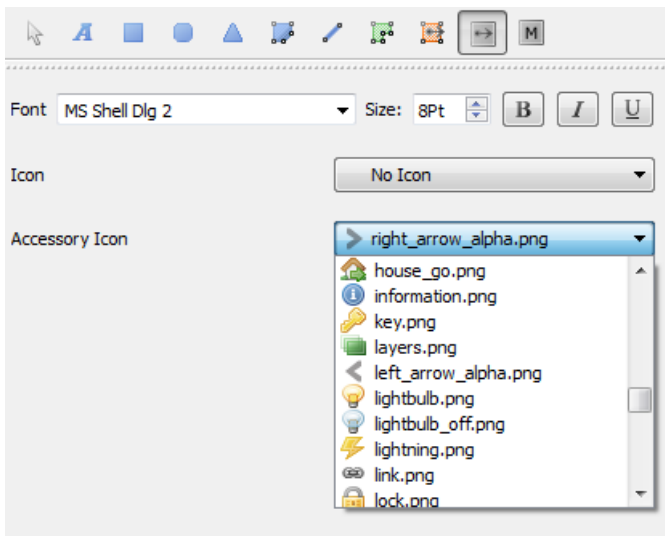 A M
Font MS Shell Dlg 2 Size: 8Pt B I U
Icon No Icon
Accessory Icon right_arrow_alpha.png
house_go.png
information.png
key.png
layers.png
left_arrow_alpha.png
lightbulb.png
lightbulb_off.png
lightning.png
link.png
lock.png